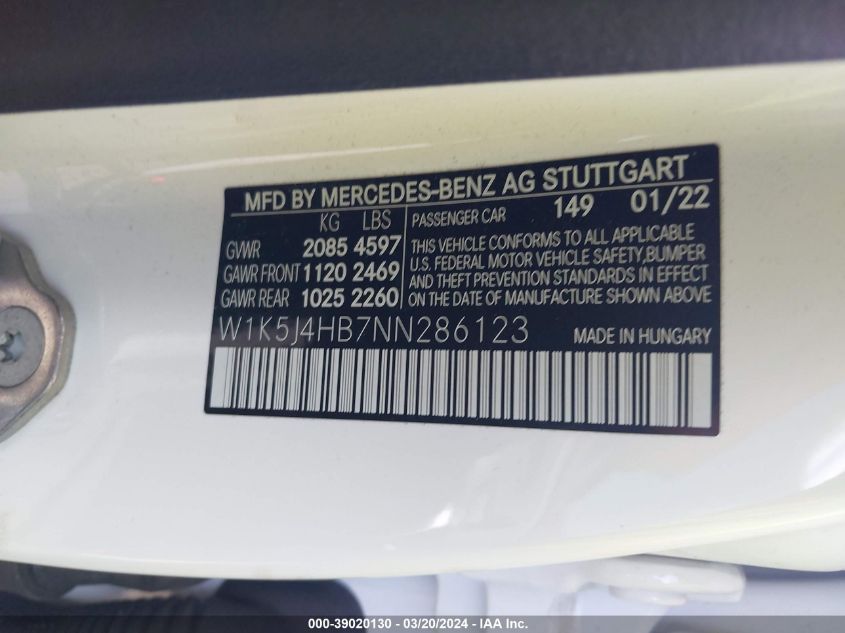 MFD BY MERCEDES-BENZ AG STUTTGART
KG LBS
GVWR 2085 4597
GAWR FRONT 1120 2469
GAWR REAR 1025 2260
PASSENGER CAR 149 01/22
THIS VEHICLE CONFORMS TO ALL APPLICABLE
U.S. FEDERAL MOTOR VEHICLE SAFETY,BUMPER
AND THEFT PREVENTION STANDARDS IN EFFECT
ON THE DATE OF MANUFACTURE SHOWN ABOVE
W1K5J4HB7NN286123 MADE IN HUNGARY
000-39020130 - 03/20/2024 - IAA Inc.